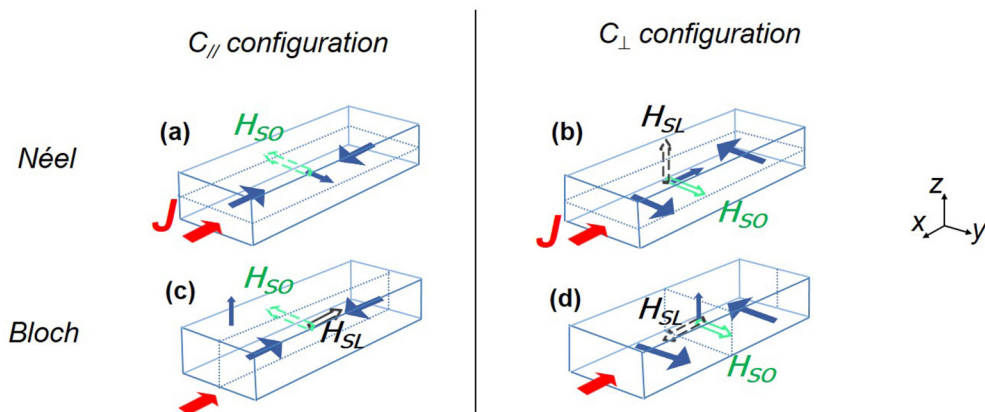 C// configuration
C⊥ configuration
Néel
(a)
HSO
J
(b)
HSL
HSO
J
z
x
y
Bloch
(c)
HSO
HSL
(d)
HSL
HSO